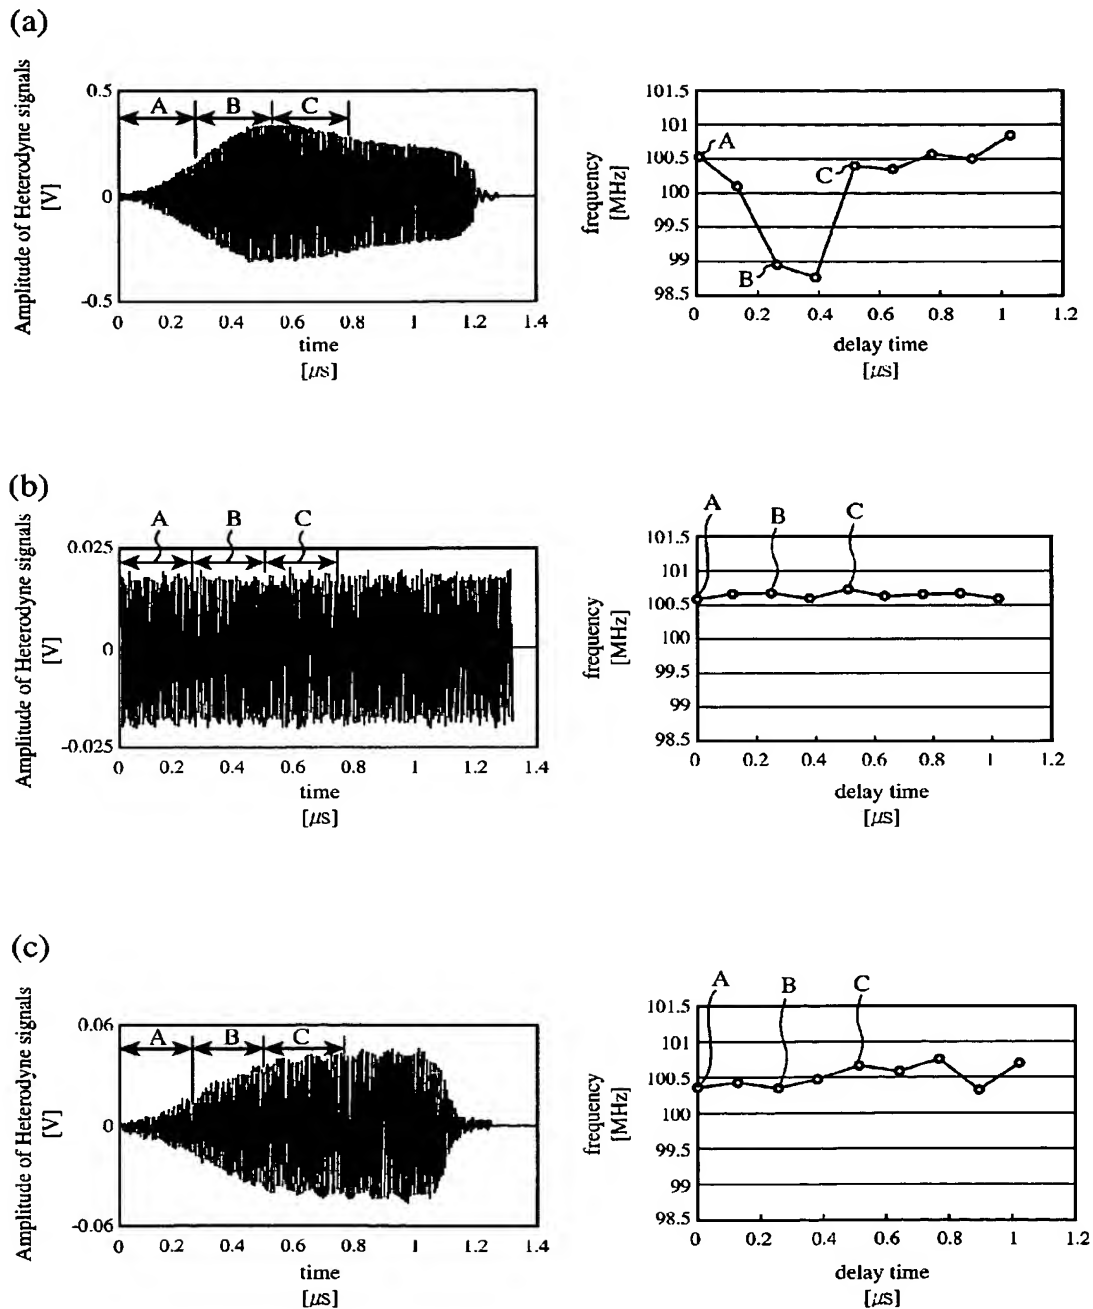 (a)
Amplitude of Heterodyne signals
[V]
0.5
0
-0.5
A B C
0 0.2 0.4 0.6 0.8 1 1.2 1.4
time
[μs]
frequency
[MHz]
101.5
101
100.5
100
99.5
99
98.5
A
C
B
0 0.2 0.4 0.6 0.8 1 1.2
delay time
[μs]
(b)
Amplitude of Heterodyne signals
[V]
0.025
0
-0.025
A B C
0 0.2 0.4 0.6 0.8 1 1.2 1.4
time
[μs]
frequency
[MHz]
A B C
101.5
101
100.5
100
99.5
99
98.5
0 0.2 0.4 0.6 0.8 1 1.2
delay time
[μs]
(c)
Amplitude of Heterodyne signals
[V]
0.06
0
-0.06
A B C
0 0.2 0.4 0.6 0.8 1 1.2 1.4
time
[μs]
frequency
[MHz]
A B C
101.5
101
100.5
100
99.5
99
98.5
0 0.2 0.4 0.6 0.8 1 1.2
delay time
[μs]